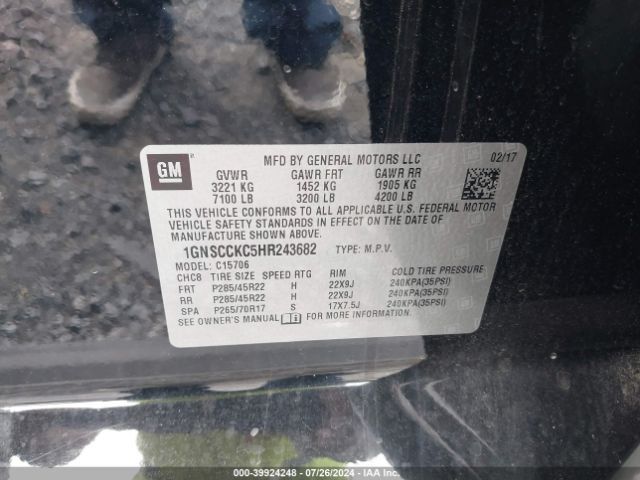 GM
MFD BY GENERAL MOTORS LLC 02/17
GVWR GAWR FRT GAWR RR
3221 KG 1452 KG 1905 KG
7100 LB 3200 LB 4200 LB
THIS VEHICLE CONFORMS TO ALL APPLICABLE U.S. FEDERAL MOTOR
VEHICLE SAFETY STANDARDS IN EFFECT ON THE DATE OF
MANUFACTURE SHOWN ABOVE.
1GNSCCKC5HR243682 TYPE: M.P.V.
MODEL: C15706
CHC8 TIRE SIZE SPEED RTG RIM COLD TIRE PRESSURE
FRT P285/45R22 H 22X9J 240KPA(35PSI)
RR P285/45R22 H 22X9J 240KPA(35PSI)
SPA P265/70R17 S 17X7.5J 240KPA(35PSI)
SEE OWNER'S MANUAL FOR MORE INFORMATION.
000-39924248 - 07/26/2024 - IAA Inc.